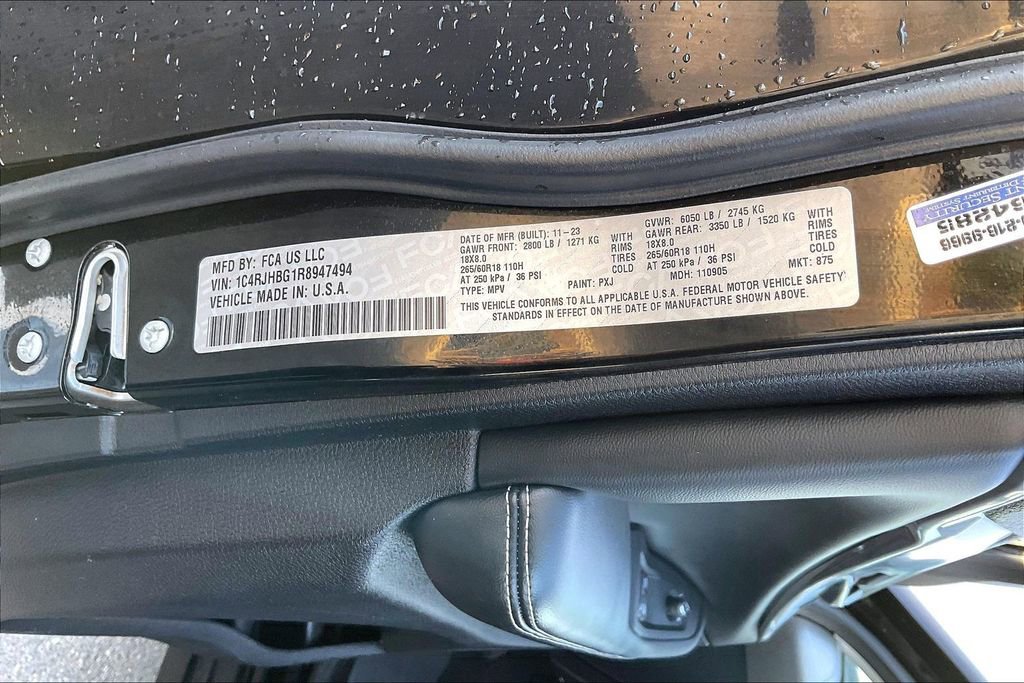 MFD BY: FCA US LLC
VIN: 1C4RJHBG1R8947494
VEHICLE MADE IN: U.S.A.
DATE OF MFR (BUILT): 11-23
GAWR FRONT: 2800 LB / 1271 KG
18X8.0 RIMS
265/60R18 110H TIRES
AT 250 kPa / 36 PSI COLD
TYPE: MPV PAINT: PXJ
GVWR: 6050 LB / 2745 KG
GAWR REAR: 3350 LB / 1520 KG
18X8.0 RIMS
265/60R18 110H TIRES
AT 250 kPa / 36 PSI COLD
MDH: 110905 MKT: 875
THIS VEHICLE CONFORMS TO ALL APPLICABLE U.S.A. FEDERAL MOTOR VEHICLE SAFETY
STANDARDS IN EFFECT ON THE DATE OF MANUFACTURE SHOWN ABOVE.
SECURITY